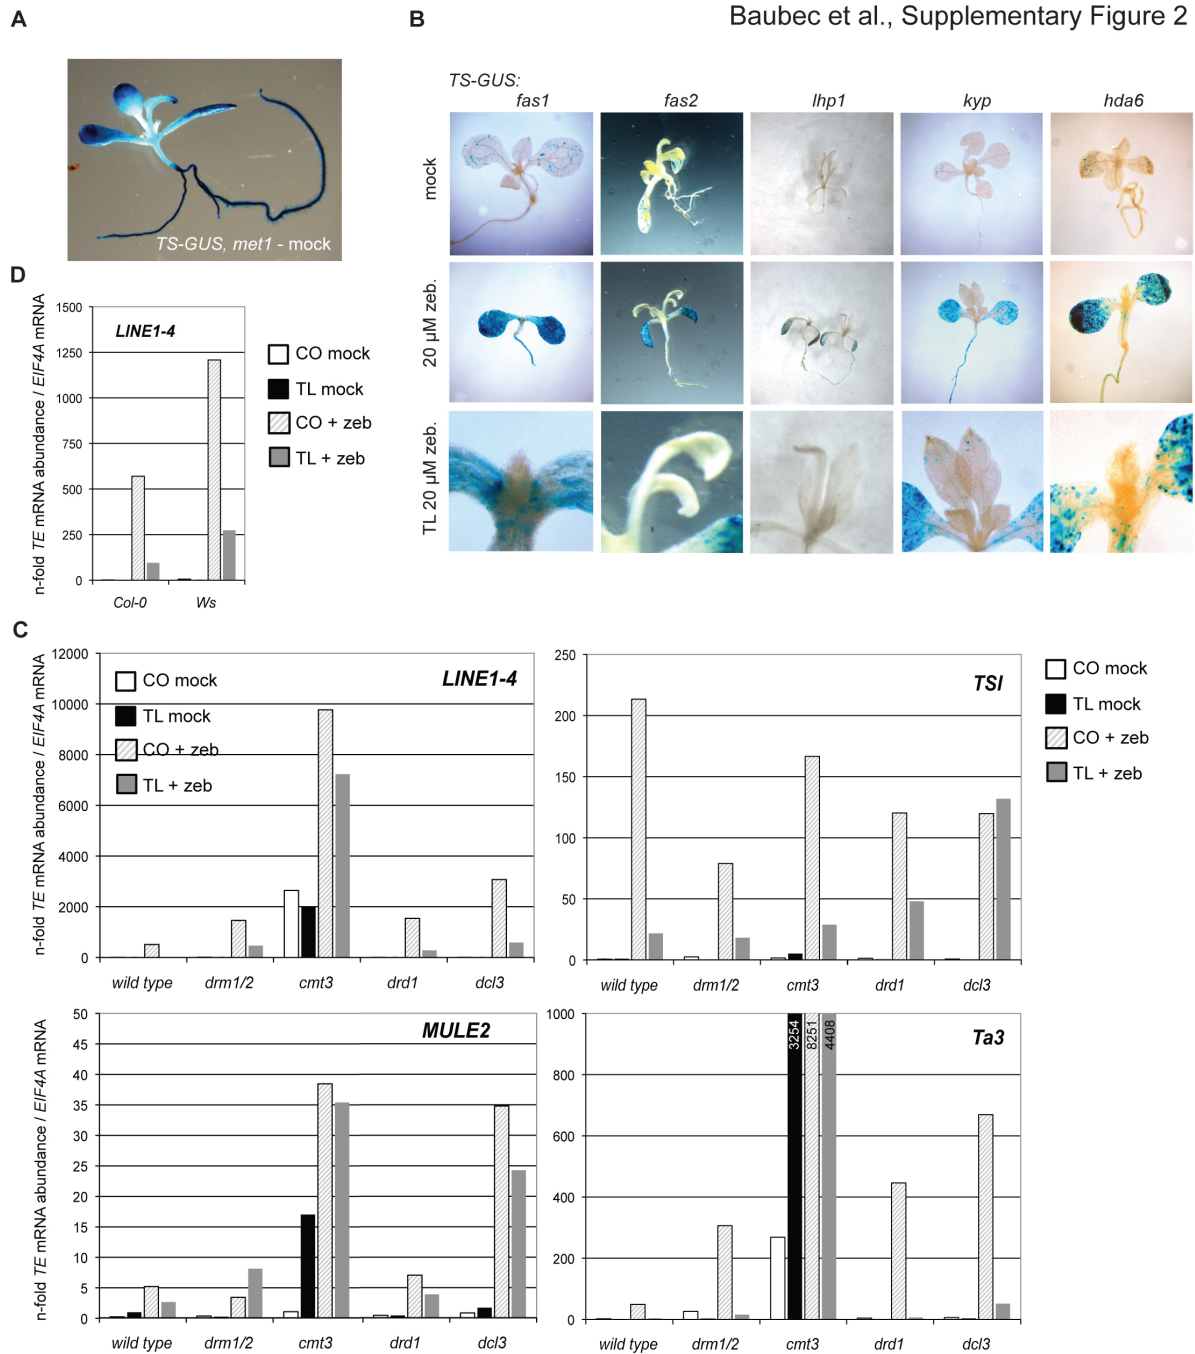 Baubec et al., Supplementary Figure 2
A
TS-GUS, met1 - mock
B
TS-GUS:
fas1 fas2 lhp1 kyp hda6
mock
20 µM zeb.
TL 20 µM zeb.
D
n-fold TE mRNA abundance / EIF4A mRNA
LINE1-4
1500
1250
1000
750
500
250
0
Col-0 Ws
CO mock
TL mock
CO + zeb
TL + zeb
C
n-fold TE mRNA abundance / EIF4A mRNA
LINE1-4
12000
10000
8000
6000
4000
2000
0
CO mock
TL mock
CO + zeb
TL + zeb
wild type drm1/2 cmt3 drd1 dcl3
TSI
250
200
150
100
50
0
wild type drm1/2 cmt3 drd1 dcl3
CO mock
TL mock
CO + zeb
TL + zeb
n-fold TE mRNA abundance / EIF4A mRNA
MULE2
50
45
40
35
30
25
20
15
10
5
0
wild type drm1/2 cmt3 drd1 dcl3
Ta3
1000
800
600
400
200
0
3254
8251
4408
wild type drm1/2 cmt3 drd1 dcl3